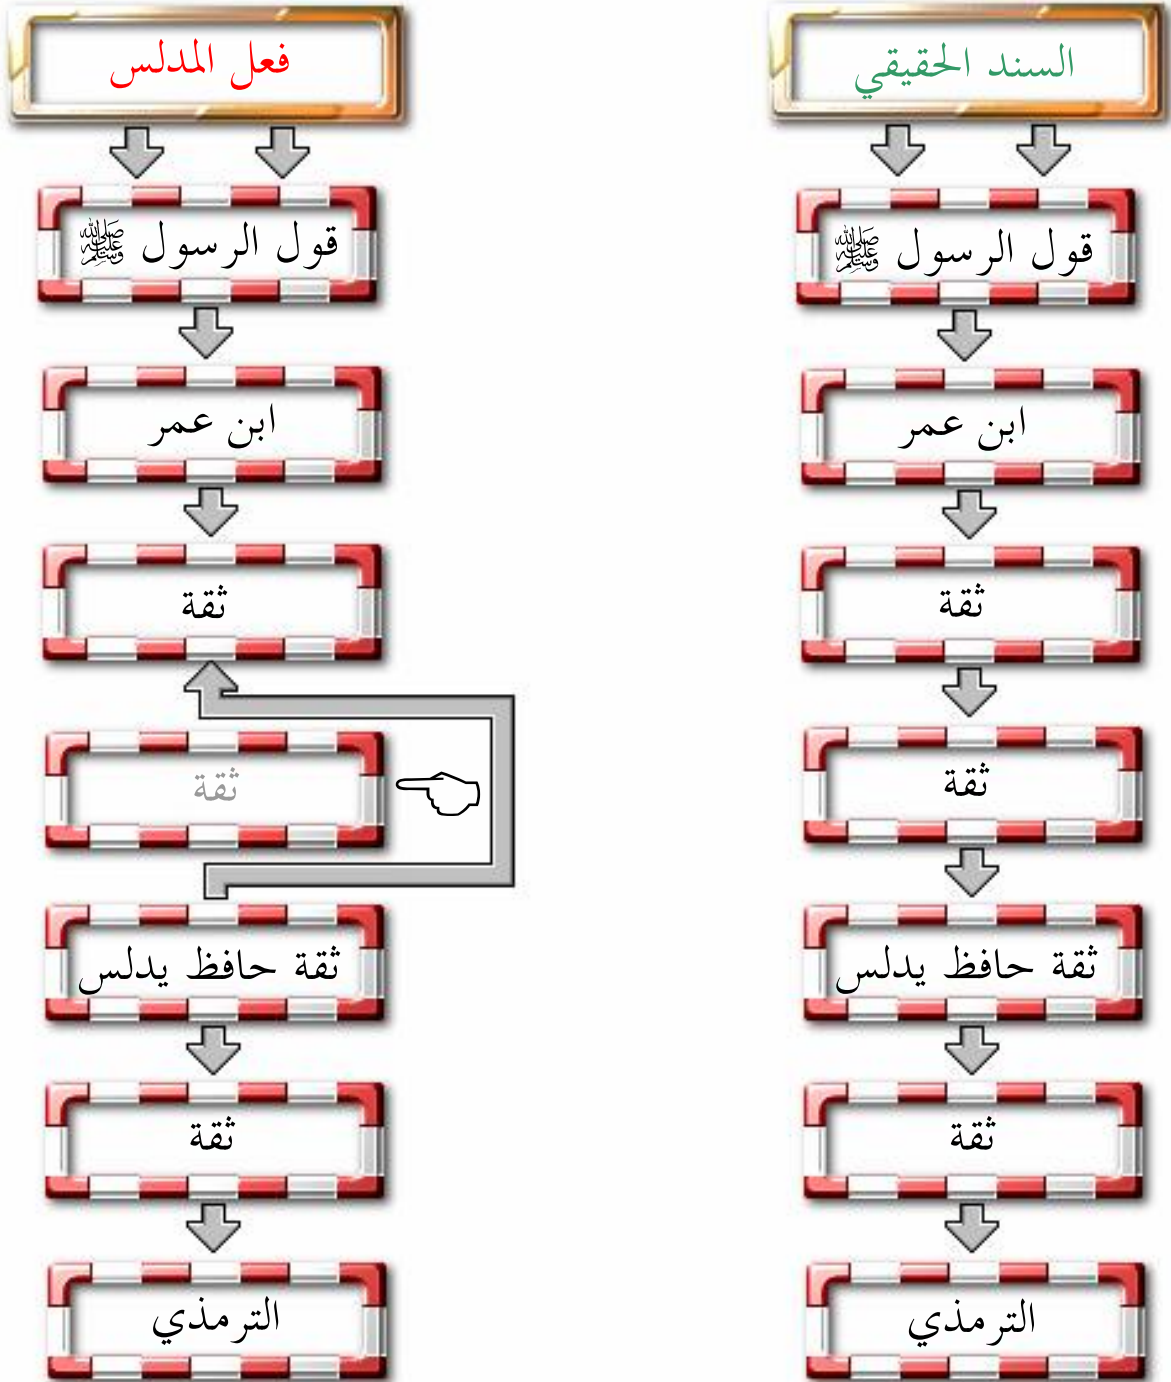 السند الحقيقي
قول الرسول ﷺ
ابن عمر
ثقة
ثقة
ثقة حافظ يدلس
ثقة
الترمذي
فعل المدلس
قول الرسول ﷺ
ابن عمر
ثقة
ثقة
ثقة حافظ يدلس
ثقة
الترمذي